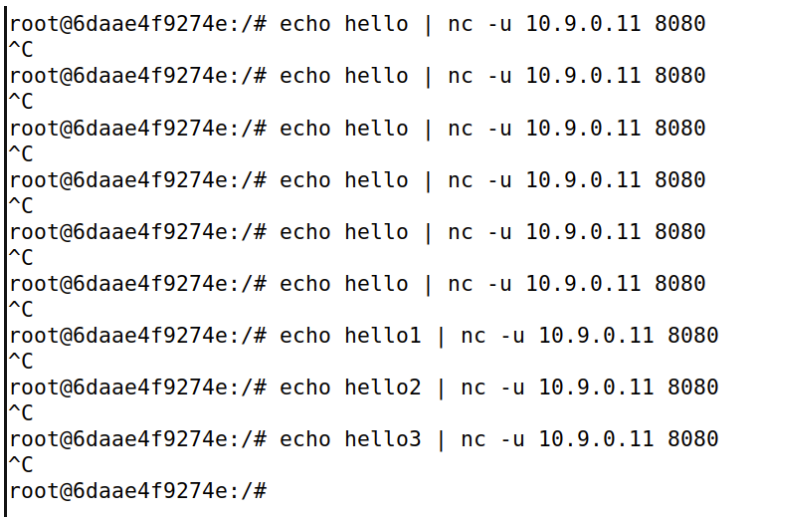 root@6daae4f9274e:/# echo hello | nc -u 10.9.0.11 8080
^C
root@6daae4f9274e:/# echo hello | nc -u 10.9.0.11 8080
^C
root@6daae4f9274e:/# echo hello | nc -u 10.9.0.11 8080
^C
root@6daae4f9274e:/# echo hello | nc -u 10.9.0.11 8080
^C
root@6daae4f9274e:/# echo hello | nc -u 10.9.0.11 8080
^C
root@6daae4f9274e:/# echo hello | nc -u 10.9.0.11 8080
^C
root@6daae4f9274e:/# echo hello1 | nc -u 10.9.0.11 8080
^C
root@6daae4f9274e:/# echo hello2 | nc -u 10.9.0.11 8080
^C
root@6daae4f9274e:/# echo hello3 | nc -u 10.9.0.11 8080
^C
root@6daae4f9274e:/#